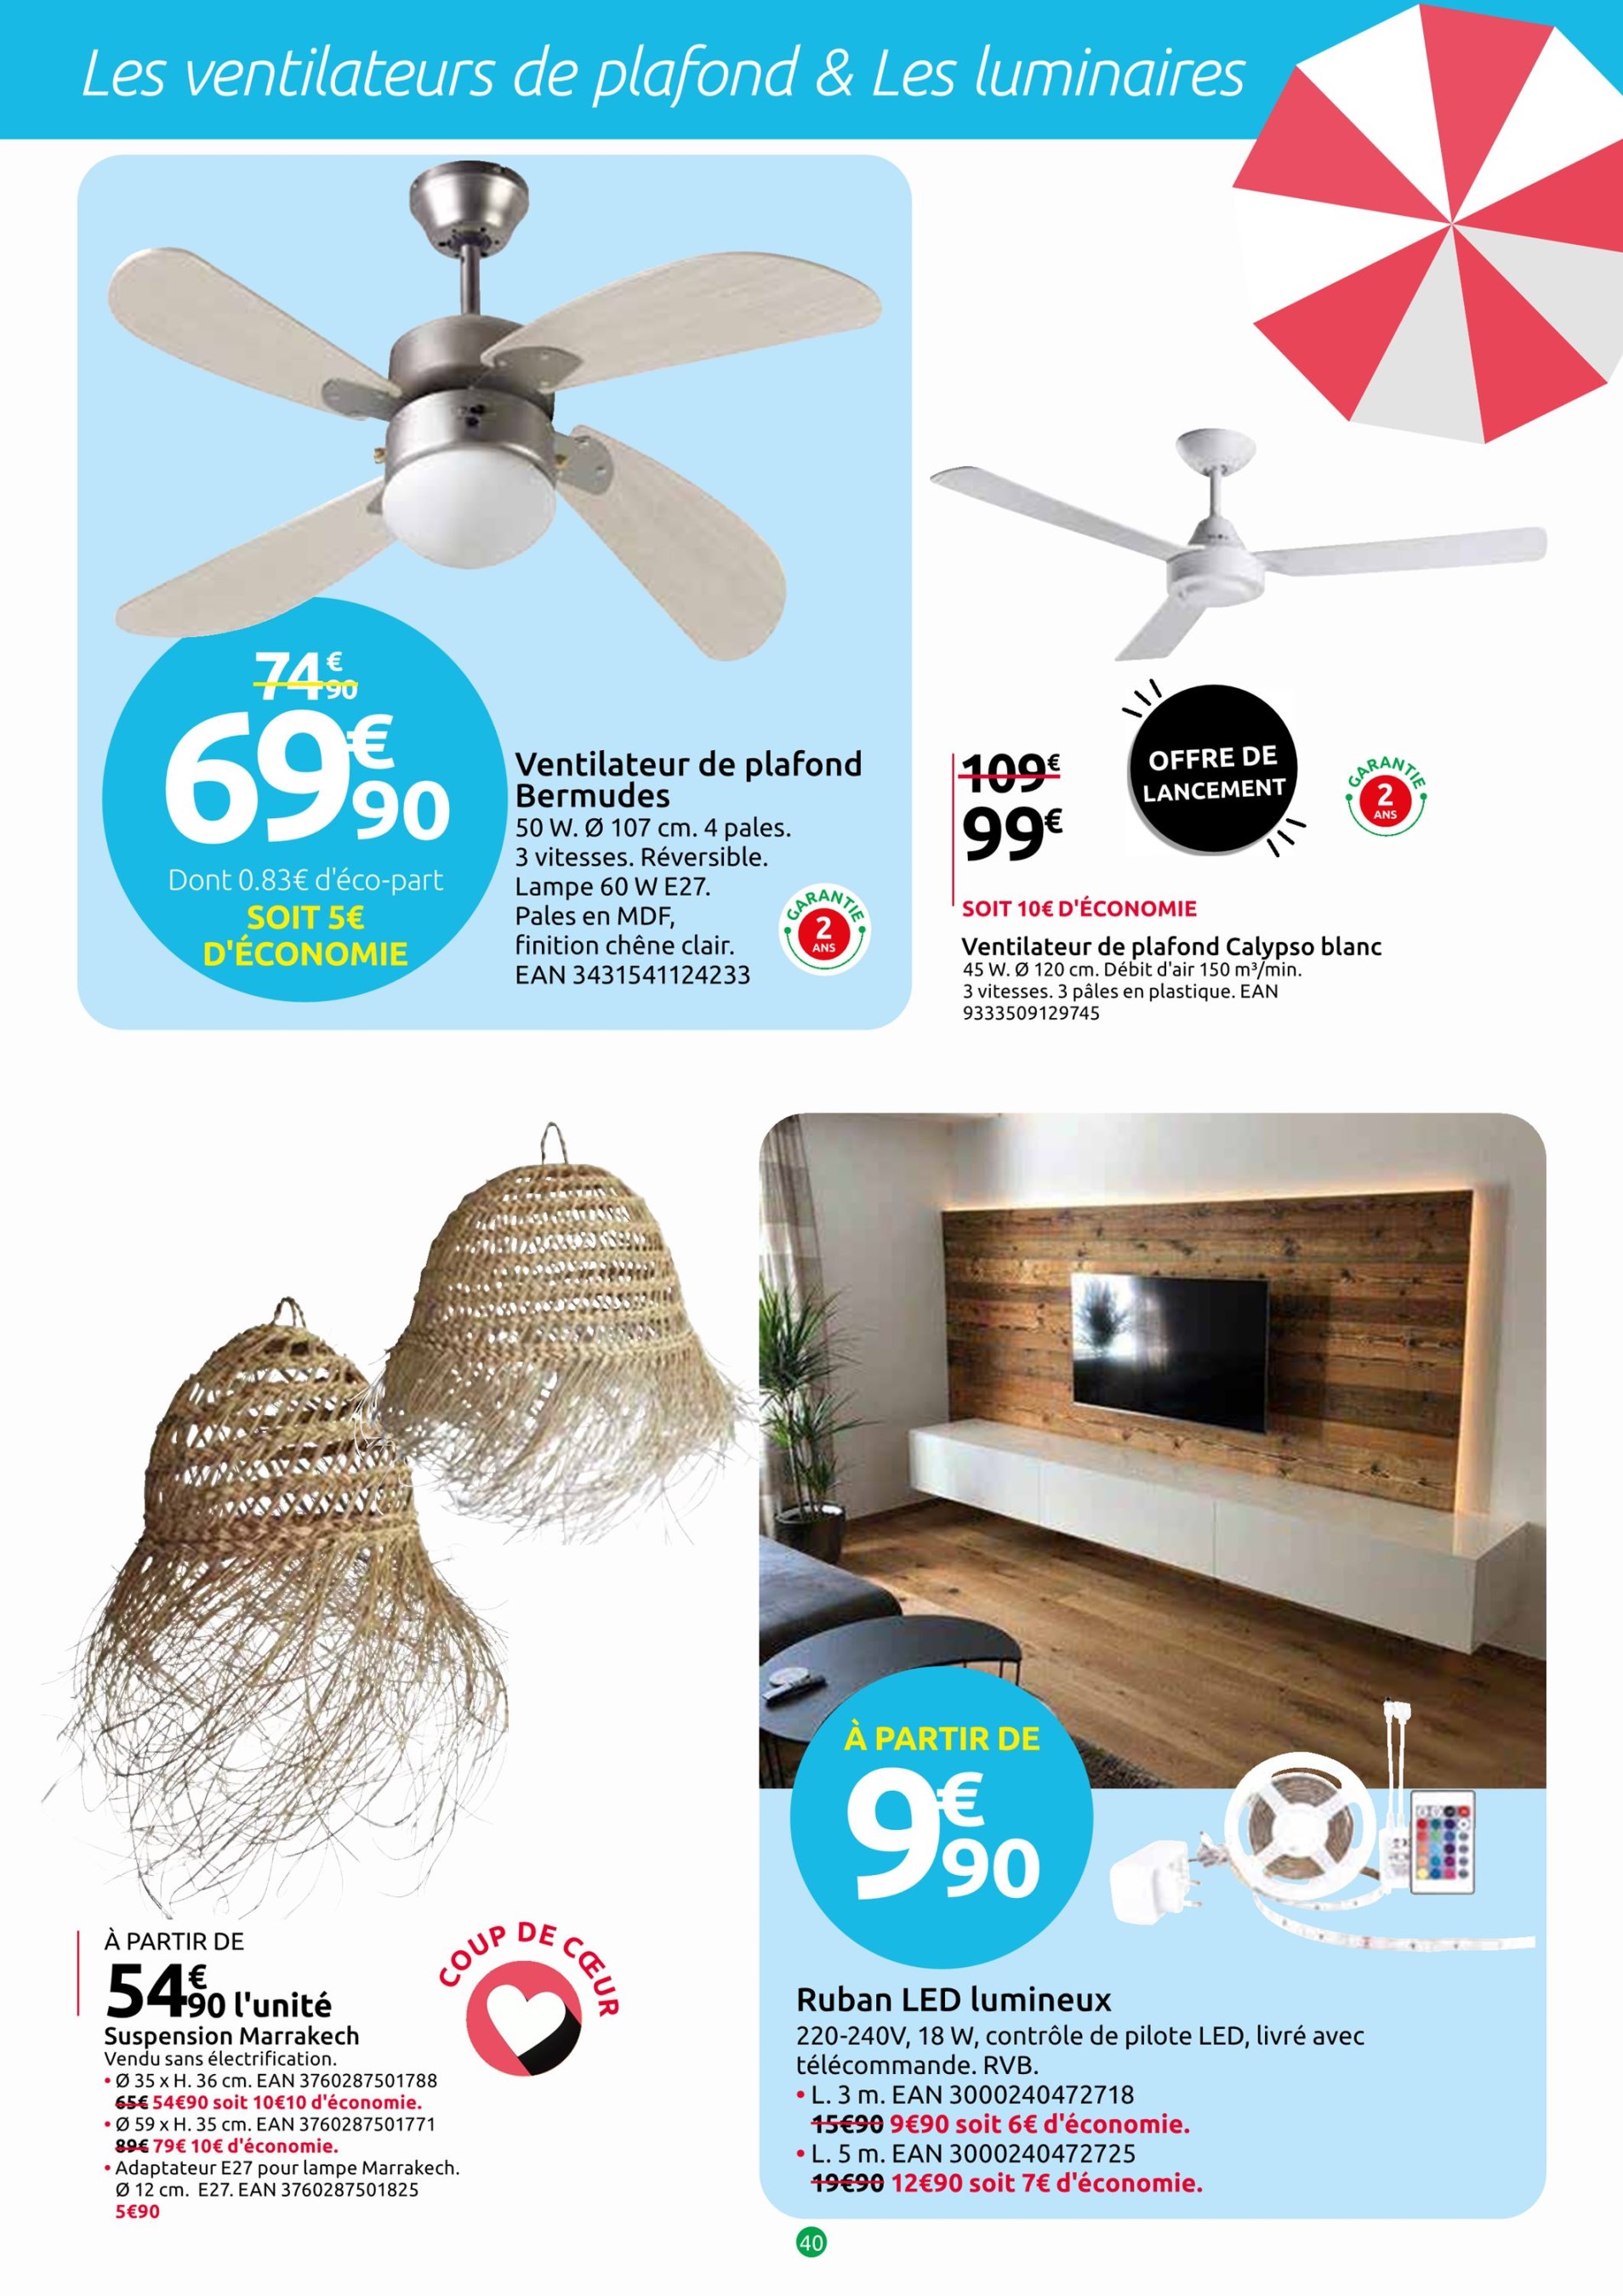 Les ventilateurs de plafond & Les luminaires
74€90
69€90
Dont 0.83€ d'éco-part
SOIT 5€
D'ÉCONOMIE
Ventilateur de plafond
Bermudes
50 W. Ø 107 cm. 4 pales.
3 vitesses. Réversible.
Lampe 60 W E27.
Pales en MDF,
finition chêne clair.
EAN 3431541124233
GARANTIE
2
ANS
109€
99€
OFFRE DE
LANCEMENT
GARANTIE
2
ANS
SOIT 10€ D'ÉCONOMIE
Ventilateur de plafond Calypso blanc
45 W. Ø 120 cm. Débit d'air 150 m³/min.
3 vitesses. 3 pâles en plastique. EAN
9333509129745
À PARTIR DE
54€90 l'unité
Suspension Marrakech
Vendu sans électrification.
• Ø 35 x H. 36 cm. EAN 3760287501788
65€ 54€90 soit 10€10 d'économie.
• Ø 59 x H. 35 cm. EAN 3760287501771
89€ 79€ 10€ d'économie.
• Adaptateur E27 pour lampe Marrakech.
Ø 12 cm. E27. EAN 3760287501825
5€90
COUP DE CŒUR
À PARTIR DE
9€90
Ruban LED lumineux
220-240V, 18 W, contrôle de pilote LED, livré avec
télécommande. RVB.
• L. 3 m. EAN 3000240472718
15€90 9€90 soit 6€ d'économie.
• L. 5 m. EAN 3000240472725
19€90 12€90 soit 7€ d'économie.
40